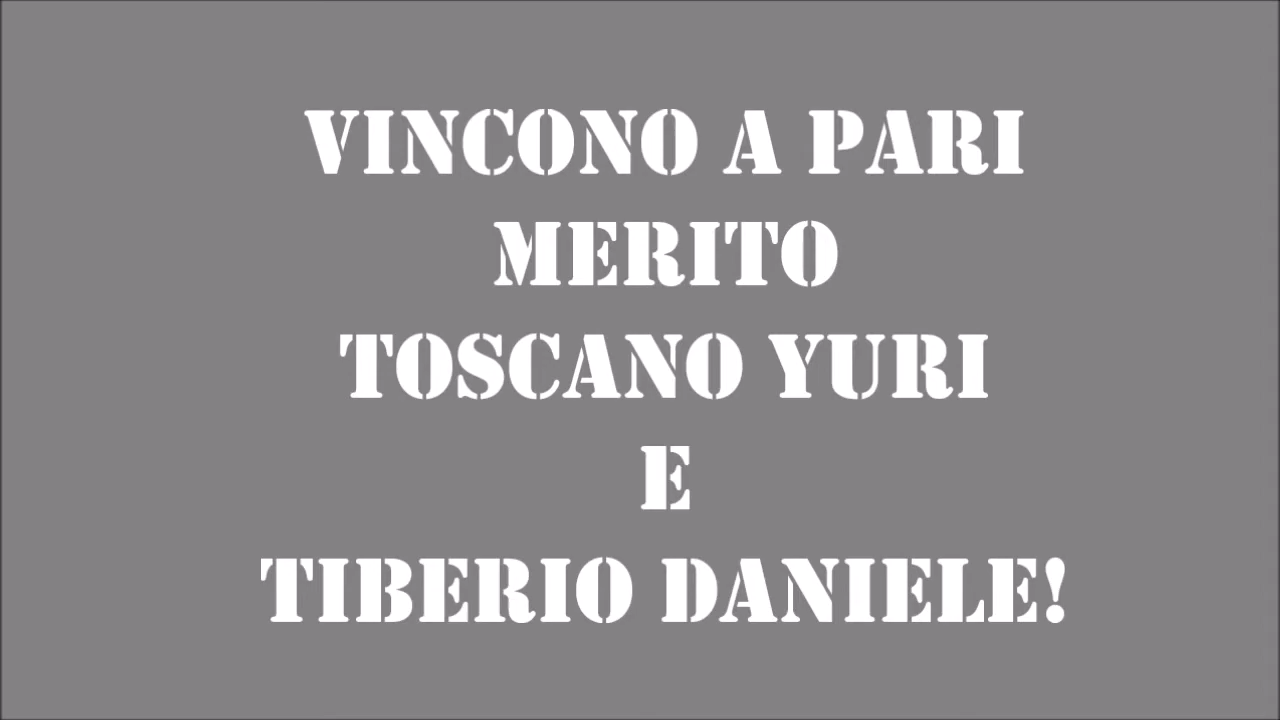 VINCONO A PARI
MERITO
TOSCANO YURI
E
TIBERIO DANIELE!